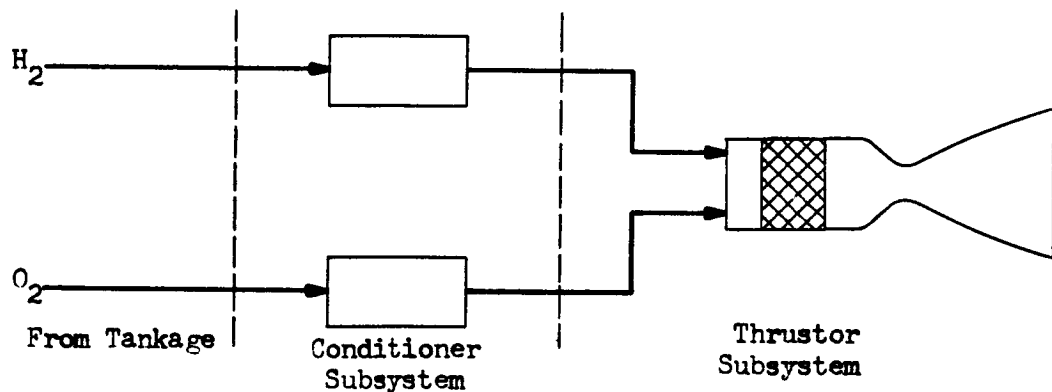 H₂
O₂
From Tankage
Conditioner
Subsystem
Thrustor
Subsystem